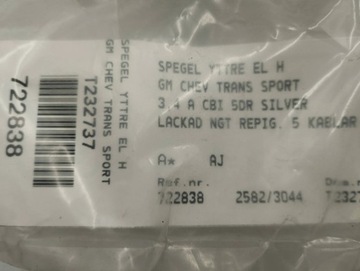 SPEGEL YTTRE EL H
GM CHEV TRANS SPORT
3,4 A CBI 5DR SILVER
LACKAD NGT REPIG. 5 KABLAR
A* AJ
Ref.nr.
722838 2582/3044 T2327
SPEGEL YTTRE EL H
GM CHEV TRANS SPORT
T232737
722838